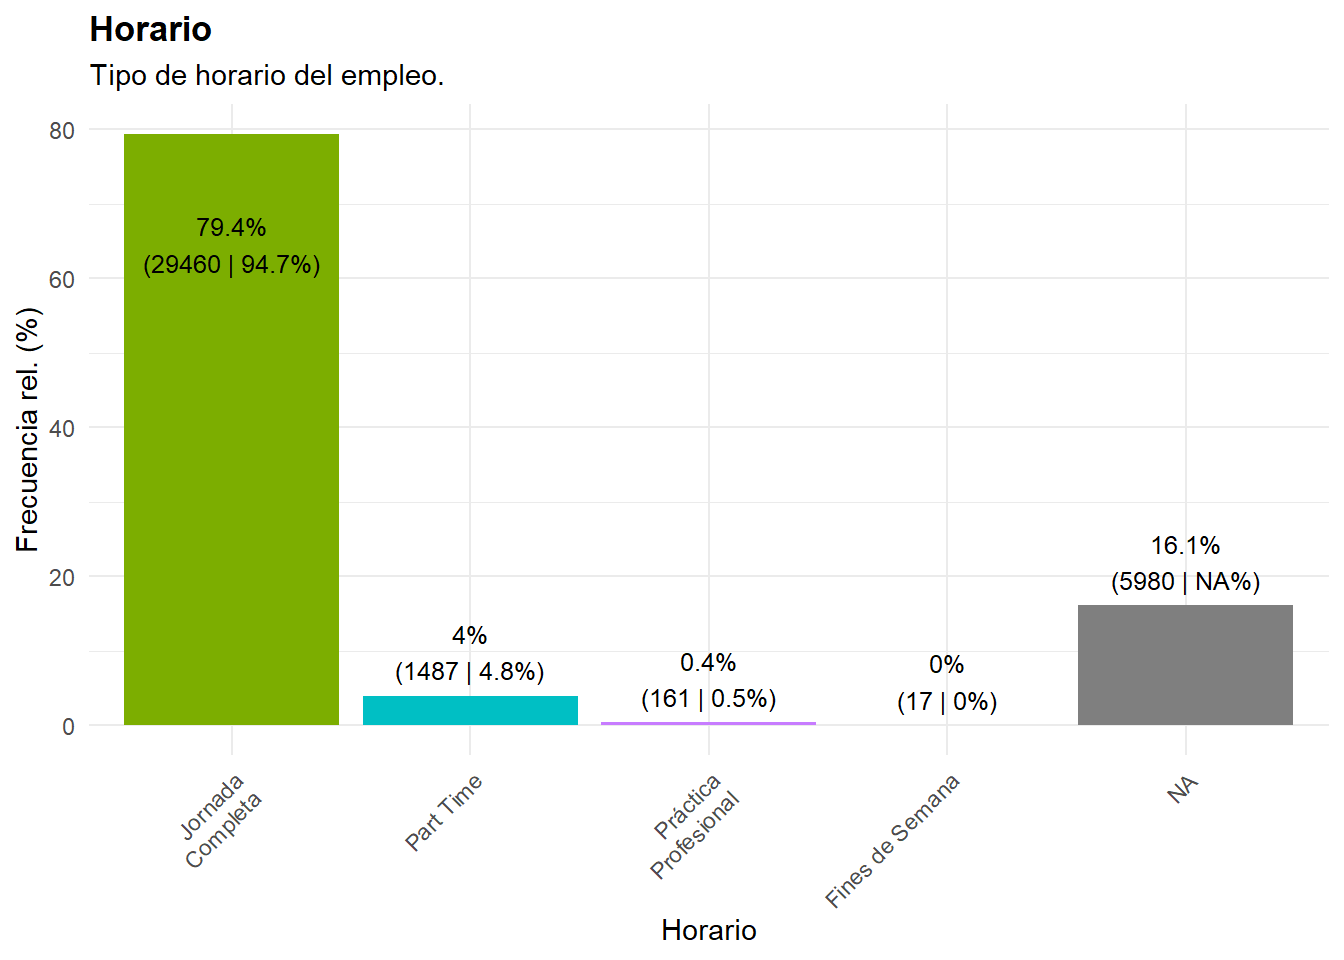 Horario
Tipo de horario del empleo.
Frecuencia rel. (%)
80
60
40
20
0
79.4%
(29460 | 94.7%)
4%
(1487 | 4.8%)
0.4%
(161 | 0.5%)
0%
(17 | 0%)
16.1%
(5980 | NA%)
Jornada
Completa
Part Time
Práctica
Profesional
Fines de Semana
NA
Horario